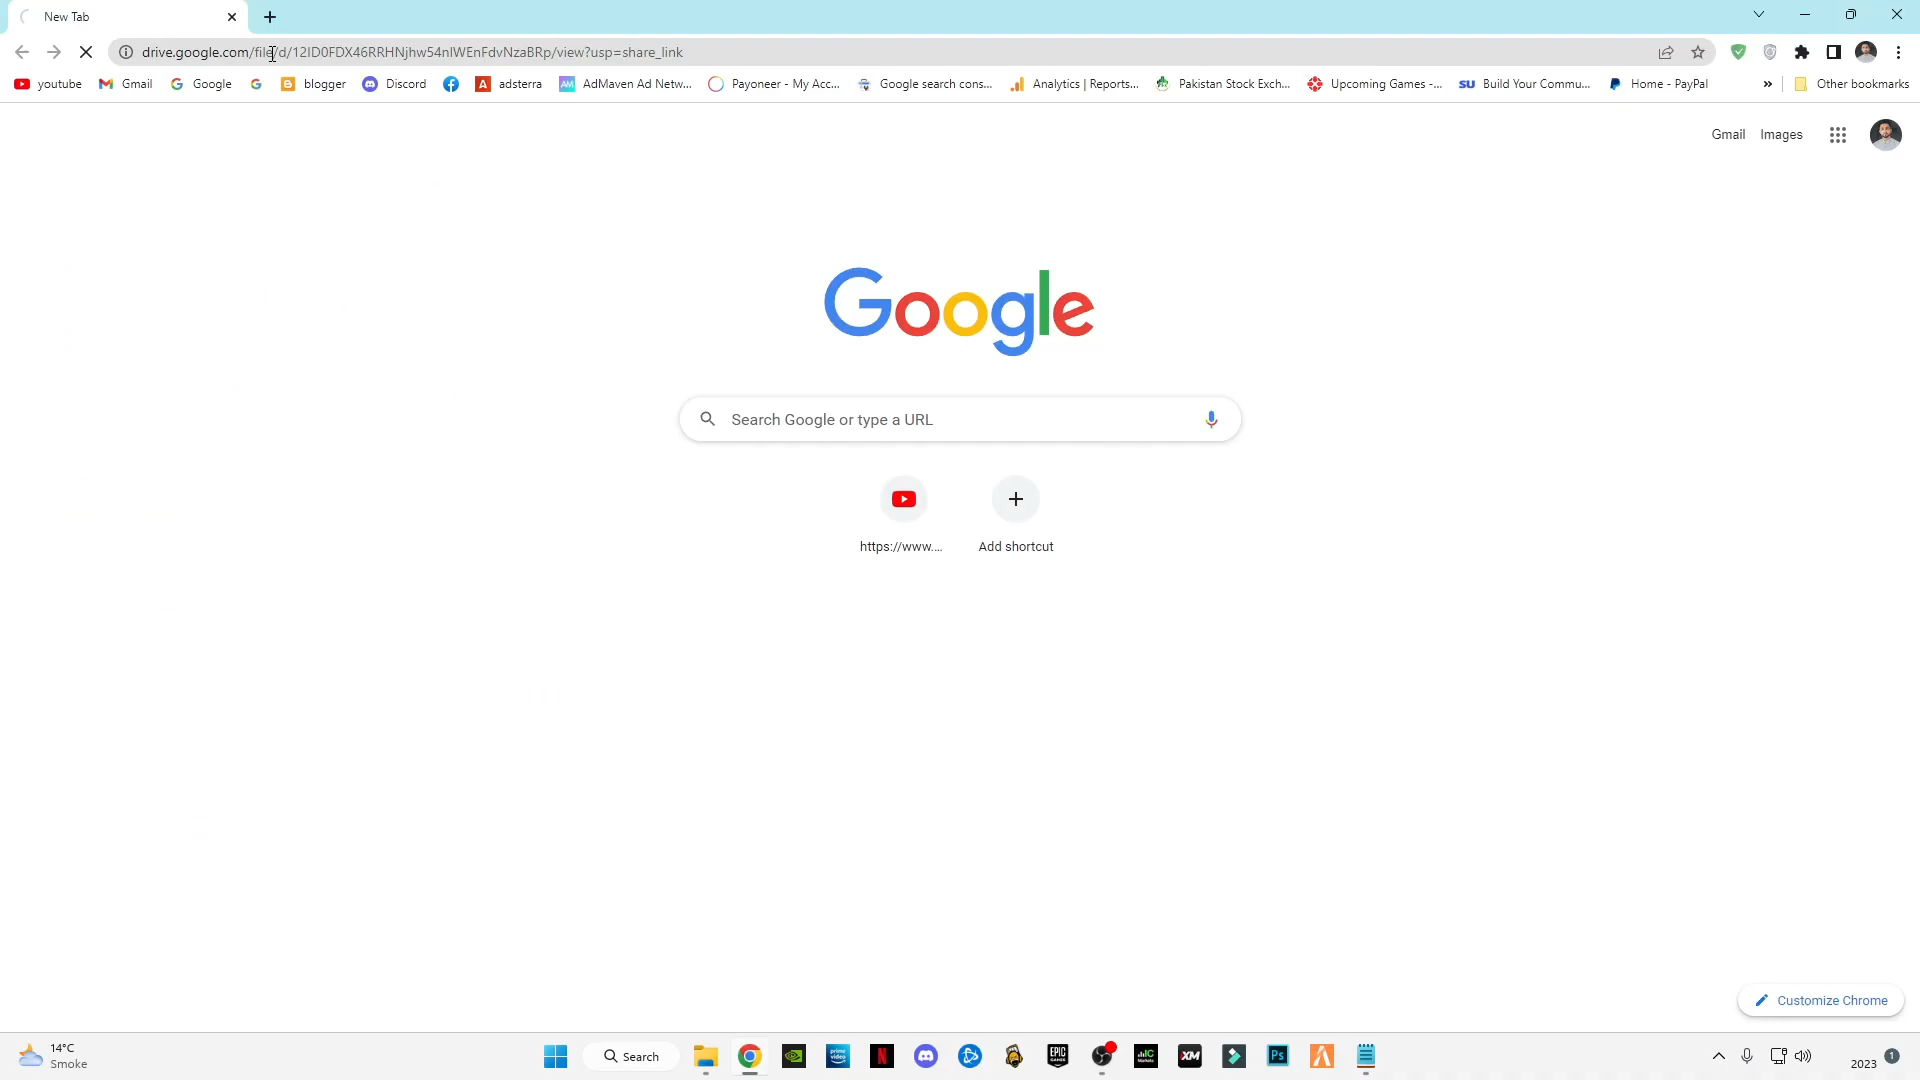 New Tab
drive.google.com/file/d/12ID0FDX46RRHNjhw54nIWEnFdvNzaBRp/view?usp=share_link
youtube Gmail Google blogger Discord adsterra AdMaven Ad Netw... Payoneer - My Acc... Google search cons... Analytics | Reports... Pakistan Stock Exch... Upcoming Games -... Build Your Commu... Home - PayPal » Other bookmarks
Gmail Images
Google
Search Google or type a URL
https://www.... Add shortcut
Customize Chrome
14°C
Smoke
Search
2023
1